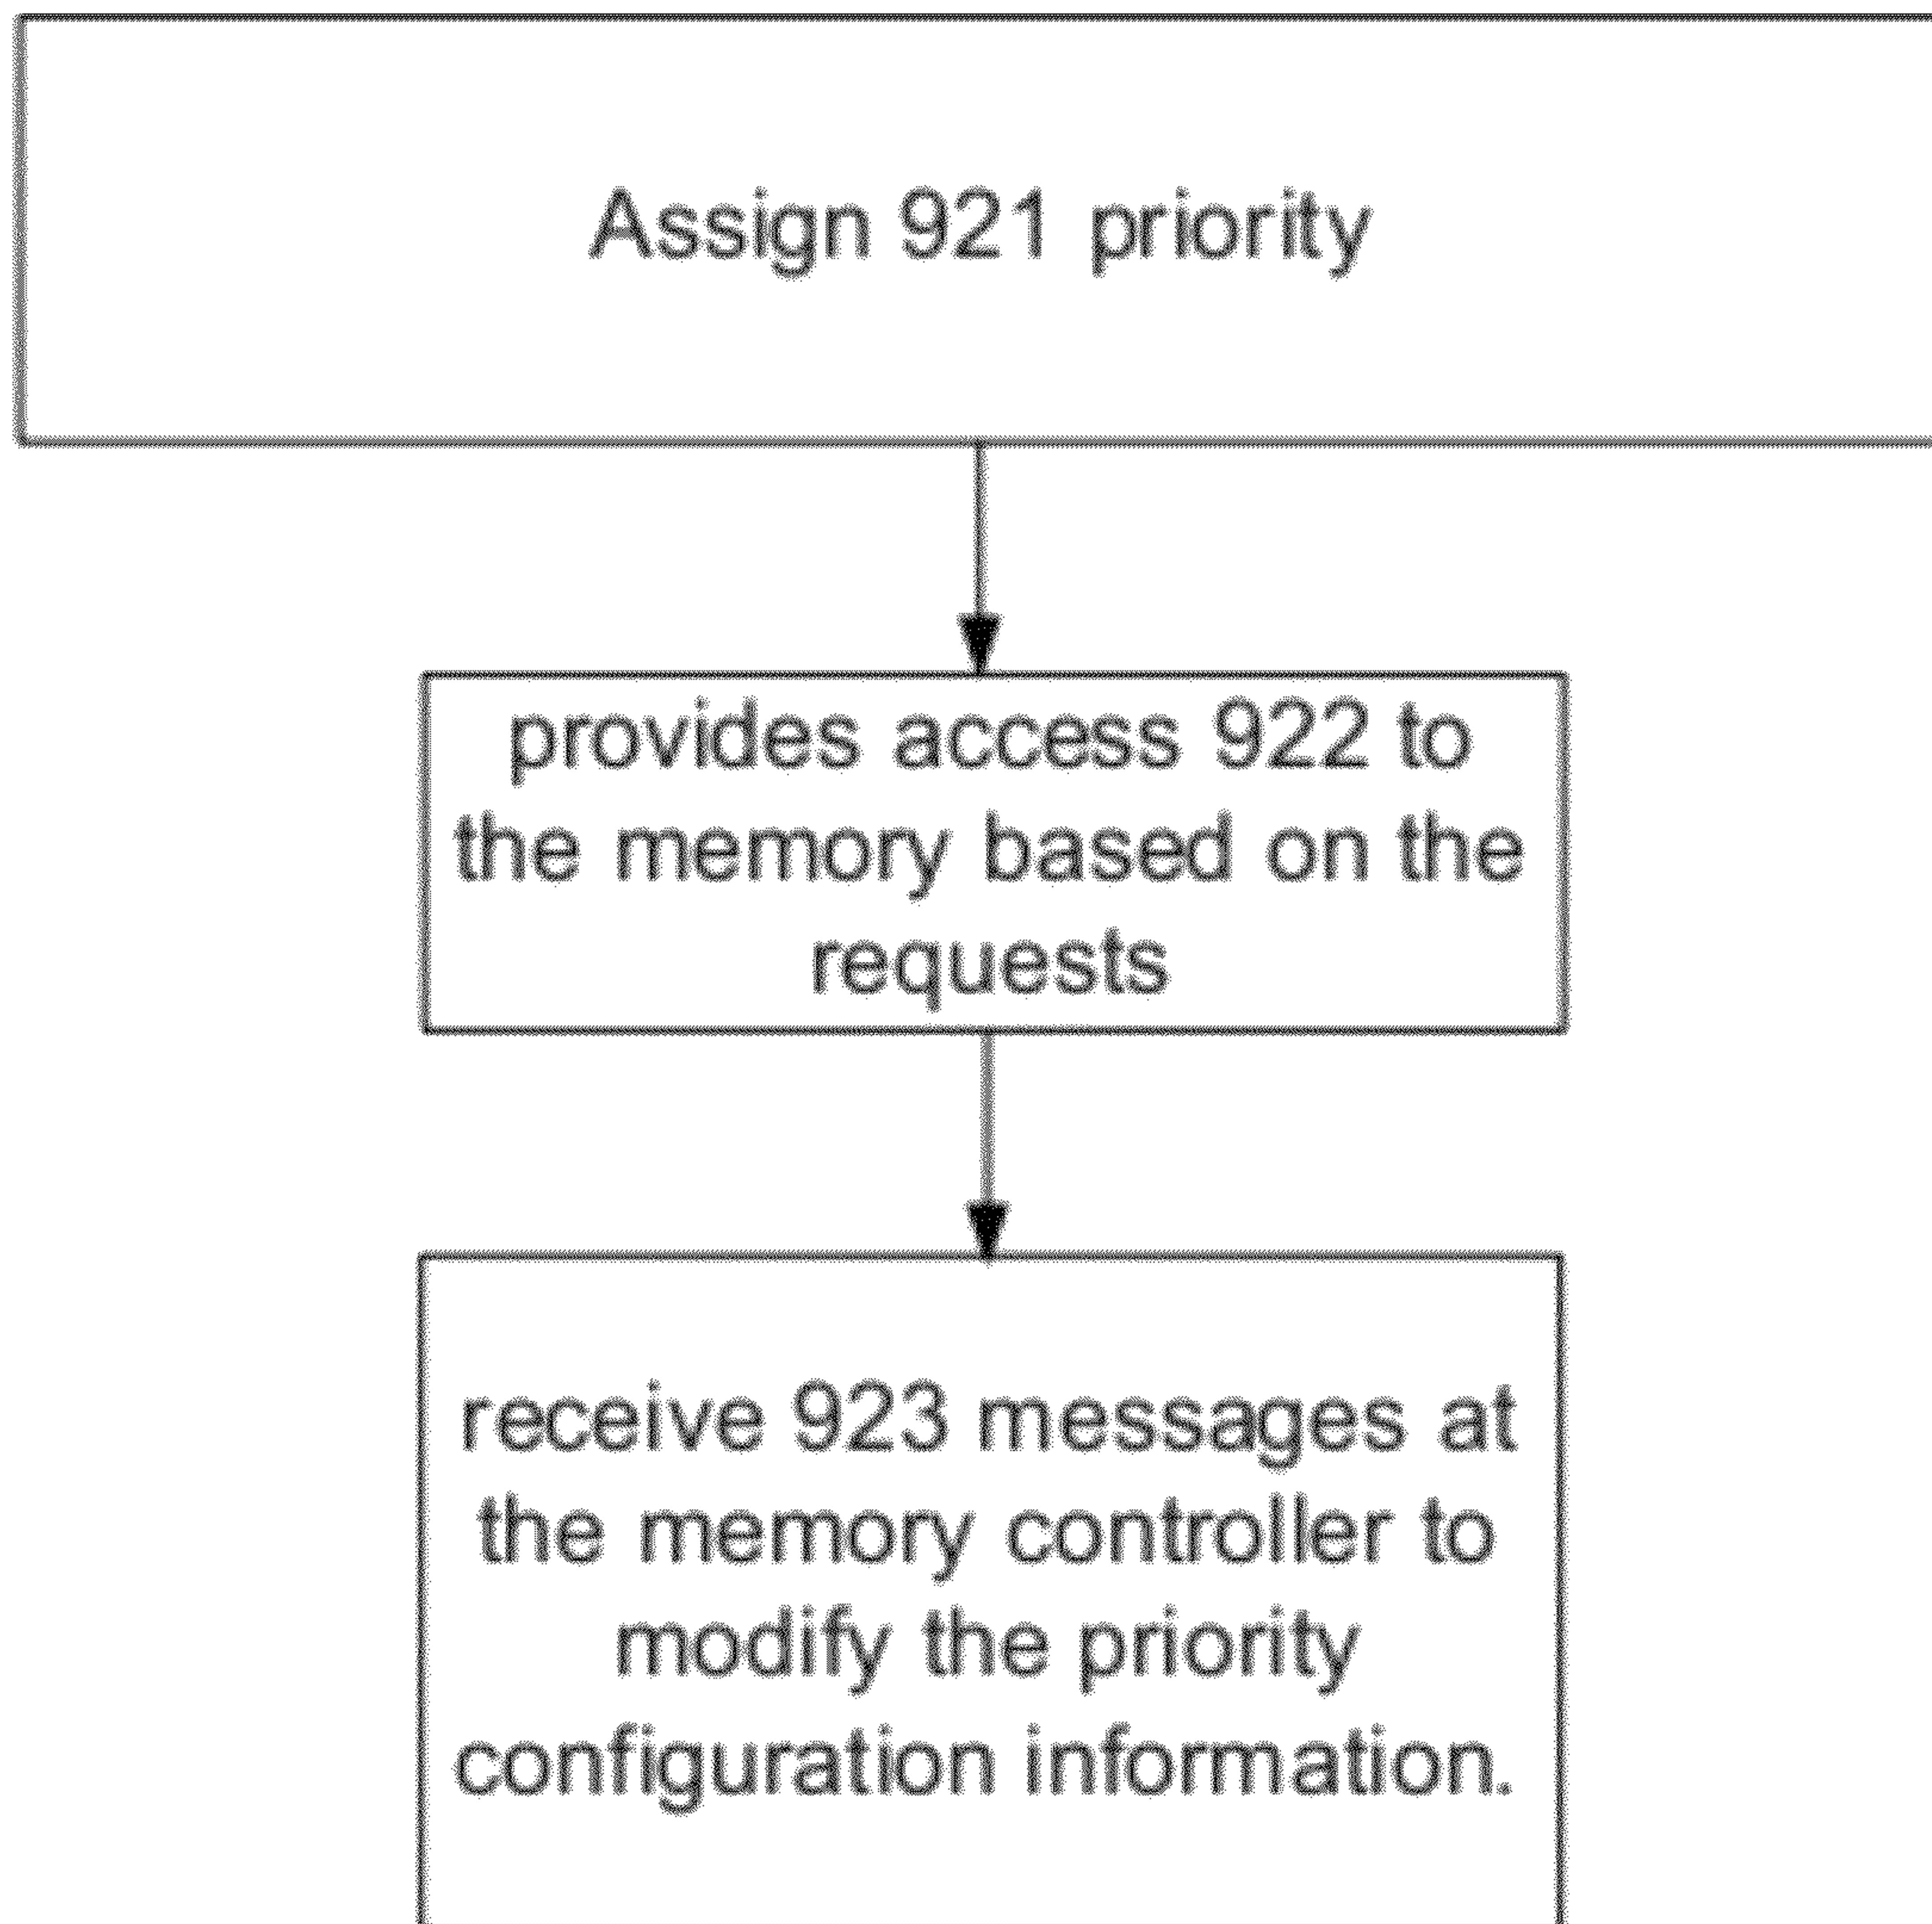 Assign 921 priority
provides access 922 to
the memory based on the
requests
receive 923 messages at
the memory controller to
modify the priority
configuration information.